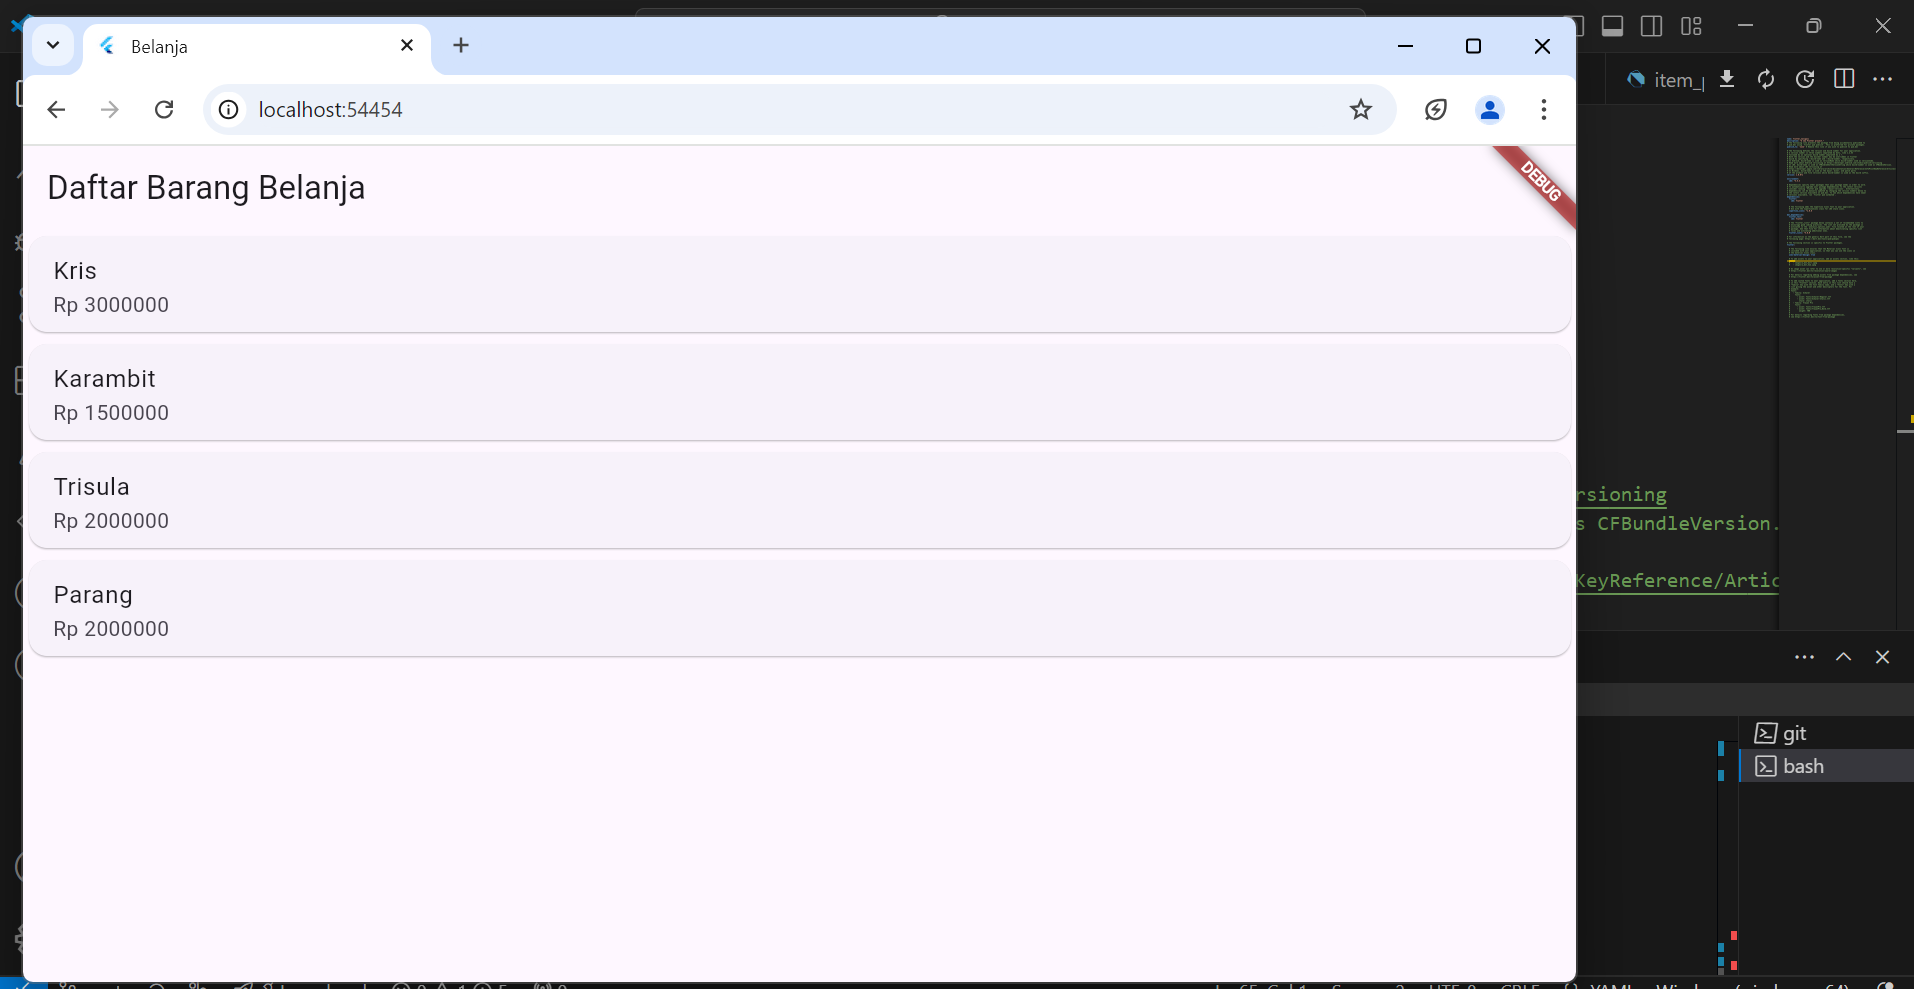 Belanja
item_p
localhost:54454
Daftar Barang Belanja
DEBUG
Kris
Rp 3000000
Karambit
Rp 1500000
Trisula
Rp 2000000
Parang
Rp 2000000
rsioning
s CFBundleVersion.
KeyReference/Artic
git
bash